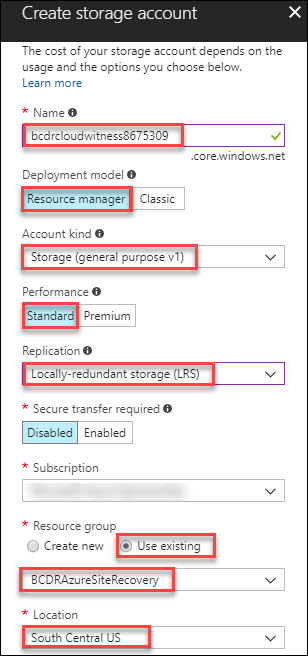 Create storage account
The cost of your storage account depends on the
usage and the options you choose below.
Learn more
* Name
bcdrcloudwitness8675309
.core.windows.net
Deployment model
Resource manager Classic
Account kind
Storage (general purpose v1)
Performance
Standard Premium
Replication
Locally-redundant storage (LRS)
* Secure transfer required
Disabled Enabled
* Subscription
* Resource group
Create new Use existing
BCDRAzureSiteRecovery
* Location
South Central US